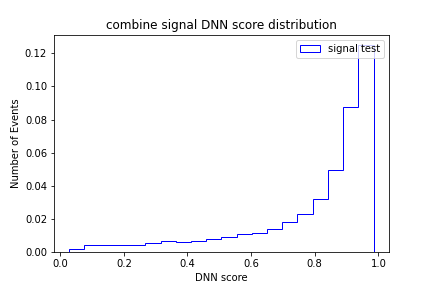 combine signal DNN score distribution
signal test
Number of Events
0.12
0.10
0.08
0.06
0.04
0.02
0.00
0.0 0.2 0.4 0.6 0.8 1.0
DNN score